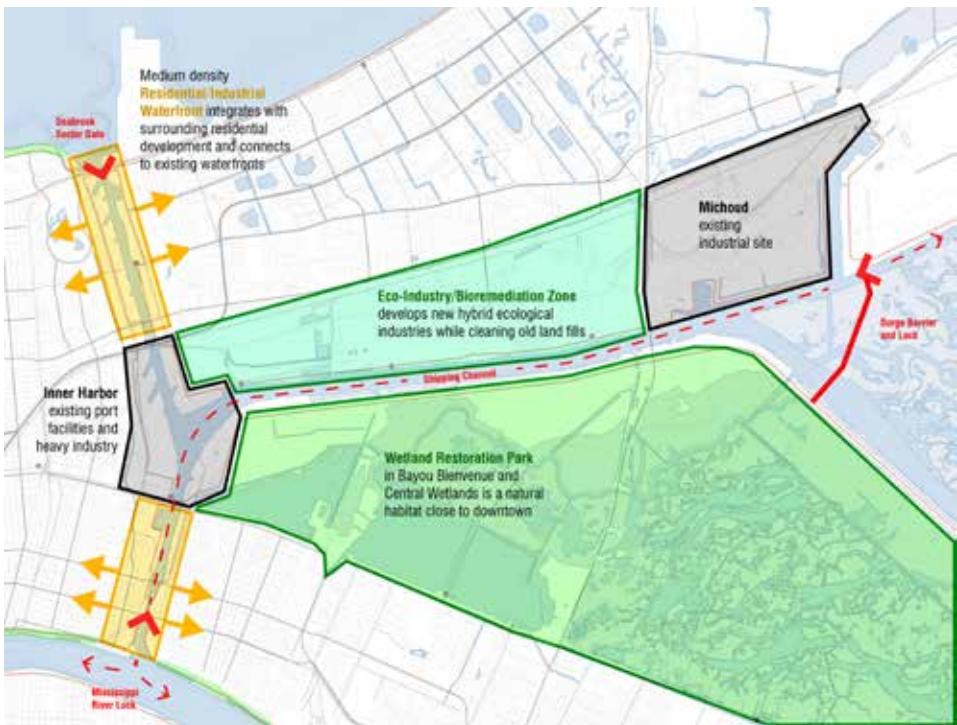 Medium density
Residential Industrial
Waterfront integrates with
surrounding residential
development and connects
to existing waterfronts
Seabrook
Sector Gate
Michoud
existing
industrial site
Eco-Industry/Bioremediation Zone
develops new hybrid ecological
industries while cleaning old land fills
Surge Barrier
and Lock
Shipping Channel
Inner Harbor
existing port
facilities and
heavy industry
Wetland Restoration Park
in Bayou Bienvenue and
Central Wetlands is a natural
habitat close to downtown
Mississippi
River Lock